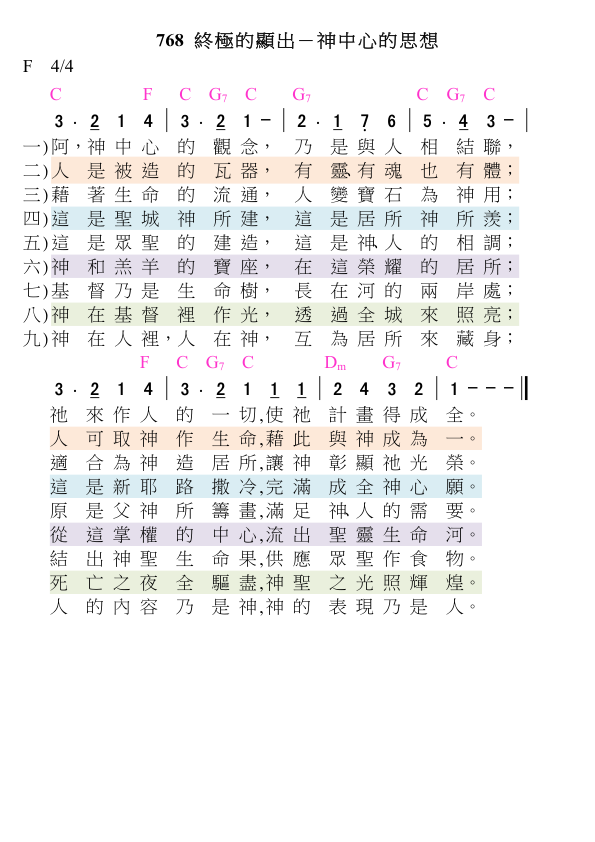 768 終極的顯出－神中心的思想
F 4/4
C F C G7 C G7 C G7 C
3 · 2 1 4 | 3 · 2 1 － | 2 · 1 7 6 | 5 · 4 3 － |
一)阿，神中心的觀念，乃是與人相結聯，
二)人是被造的瓦器，有靈、有魂也有體；
三)藉著生命的流通，人變寶石為神用；
四)這是聖城神所建，這是居所神所羨；
五)這是眾聖的建造，這是神、人的相調；
六)神和羔羊的寶座，在這榮耀的居所；
七)基督乃是生命樹，長在河的兩岸處；
八)神在基督裡作光，透過全城來照亮；
九)神在人裡，人在神，互為居所來藏身；
F C G7 C Dm G7 C
3 · 2 1 4 | 3 · 2 1 1 1 | 2 4 3 2 | 1 － － － ‖
祂來作人的一切,使祂計畫得成全。
人可取神作生命,藉此與神成為一。
適合為神造居所,讓神彰顯祂光榮。
這是新耶路撒冷,完滿成全神心願。
原是父神所籌畫,滿足神、人的需要。
從這掌權的中心,流出聖靈生命河。
結出神聖生命果,供應眾聖作食物。
死亡之夜全驅盡,神聖之光照輝煌。
人的內容乃是神,神的表現乃是人。